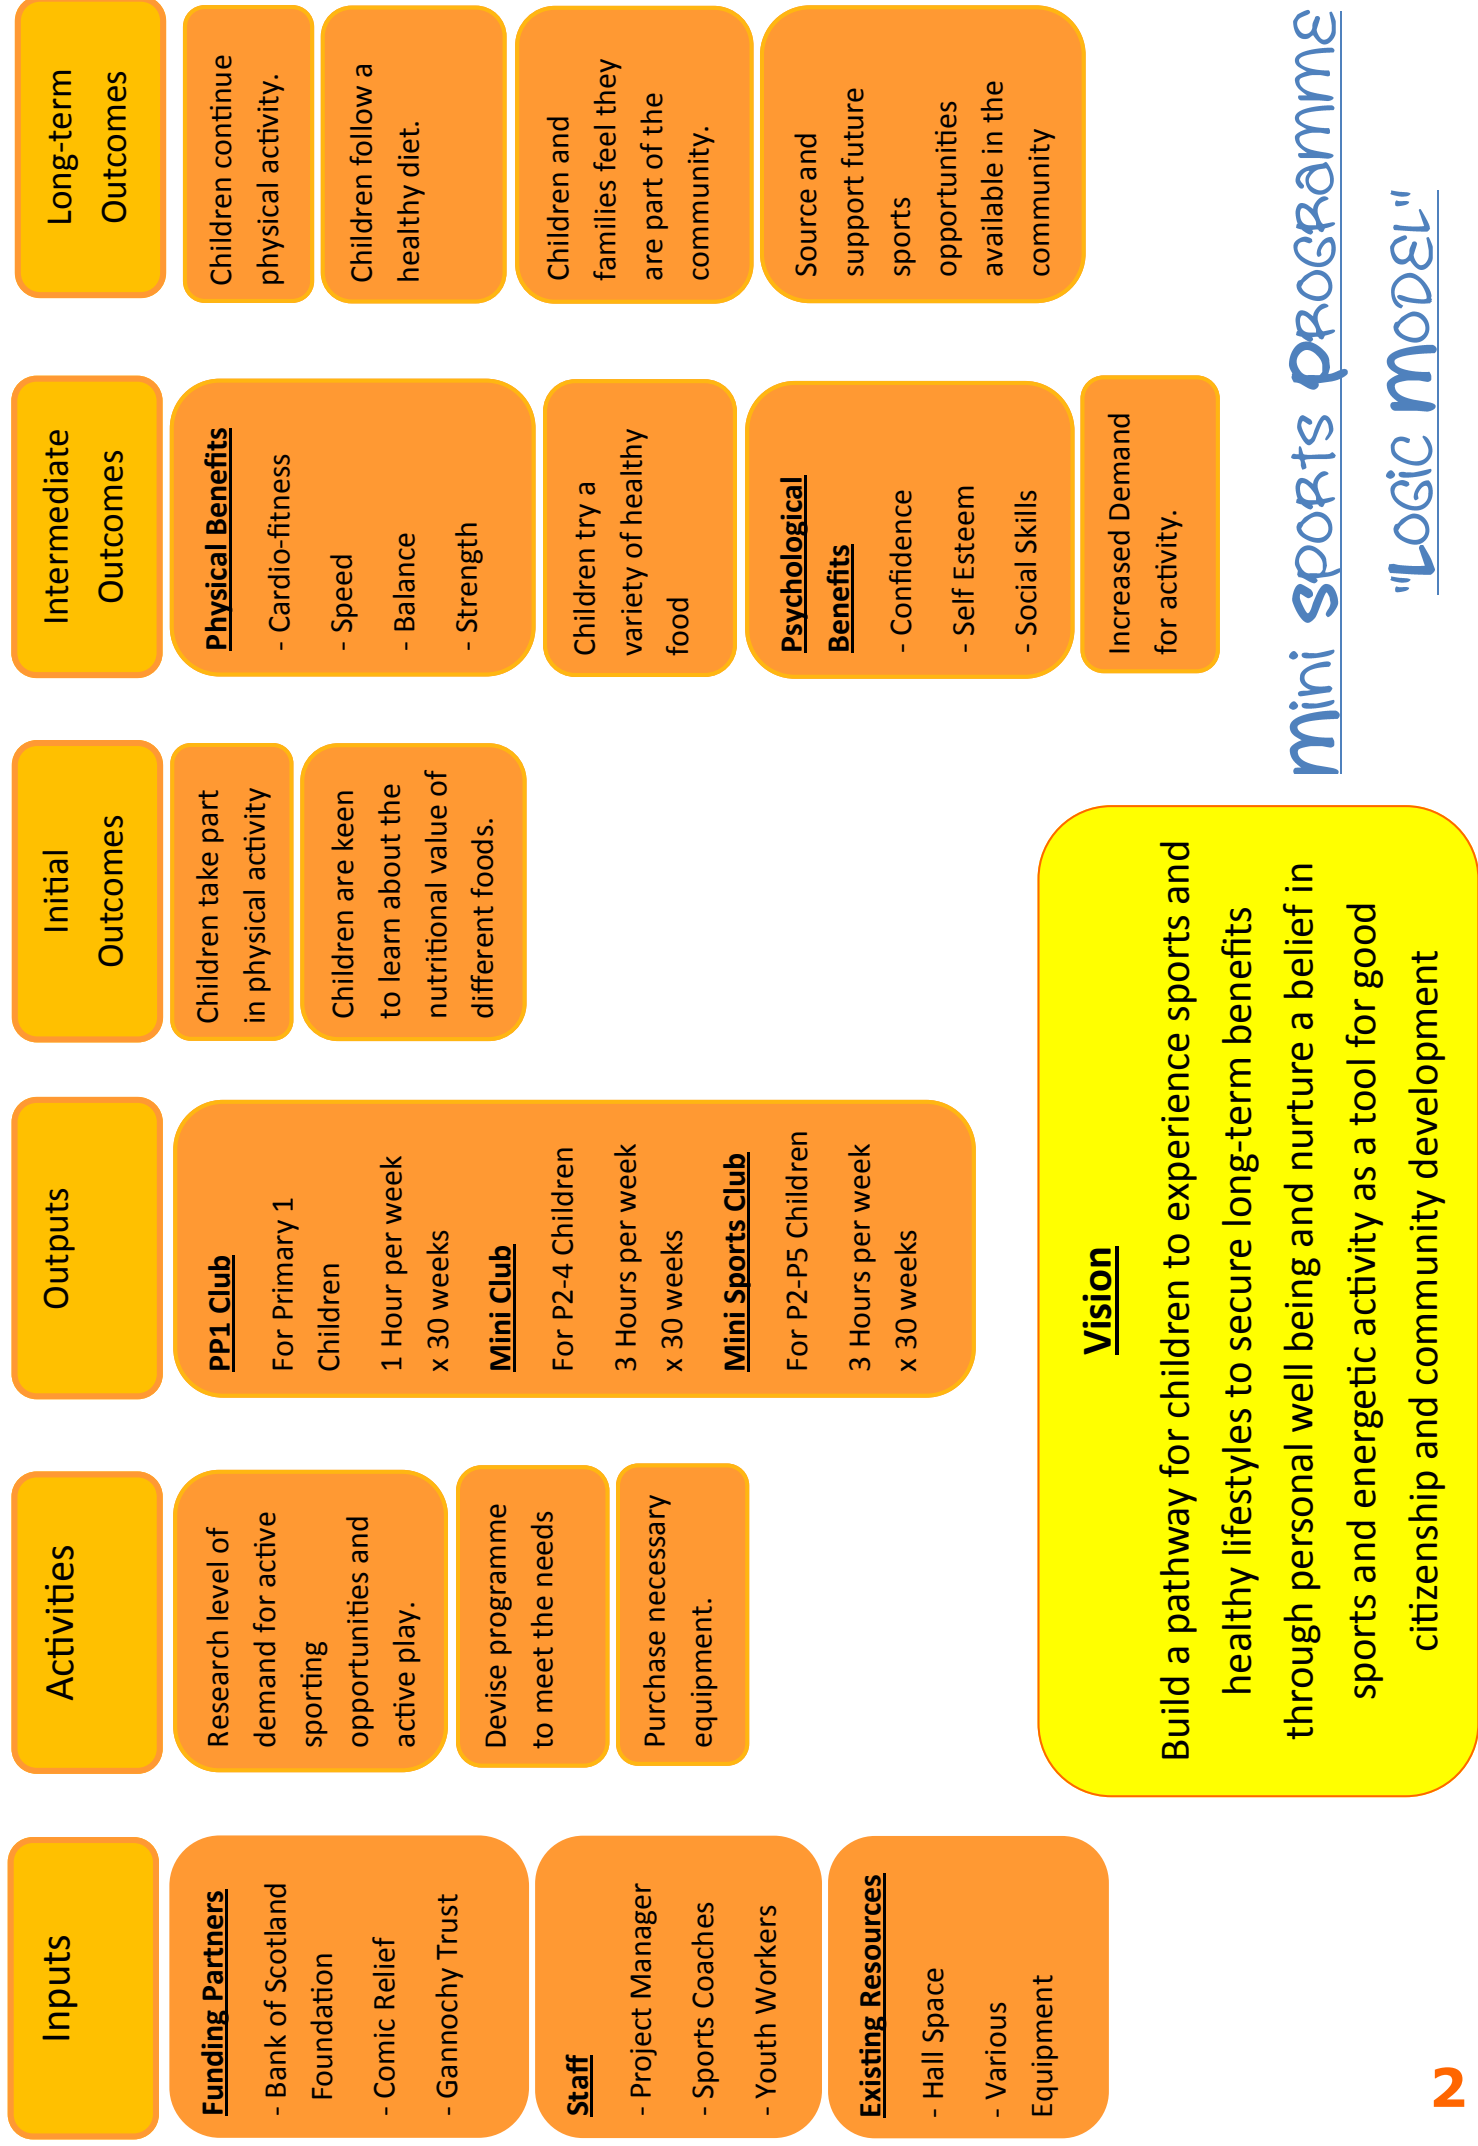 Inputs
Funding Partners
- Bank of Scotland
Foundation
- Comic Relief
- Gannochy Trust
Staff
- Project Manager
- Sports Coaches
- Youth Workers
Existing Resources
- Hall Space
- Various
Equipment
Activities
Research level of
demand for active
sporting
opportunities and
active play.
Devise programme
to meet the needs
Purchase necessary
equipment.
Outputs
PP1 Club
For Primary 1
Children
1 Hour per week
x 30 weeks
Mini Club
For P2-4 Children
3 Hours per week
x 30 weeks
Mini Sports Club
For P2-P5 Children
3 Hours per week
x 30 weeks
Initial
Outcomes
Children take part
in physical activity
Children are keen
to learn about the
nutritional value of
different foods.
Intermediate
Outcomes
Physical Benefits
- Cardio-fitness
- Speed
- Balance
- Strength
Children try a
variety of healthy
food
Psychological
Benefits
- Confidence
- Self Esteem
- Social Skills
Increased Demand
for activity.
Long-term
Outcomes
Children continue
physical activity.
Children follow a
healthy diet.
Children and
families feel they
are part of the
community.
Source and
support future
sports
opportunities
available in the
community
Vision
Build a pathway for children to experience sports and
healthy lifestyles to secure long-term benefits
through personal well being and nurture a belief in
sports and energetic activity as a tool for good
citizenship and community development
Mini Sports Programme
"Logic Model"
2